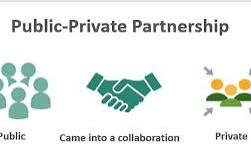 Public-Private Partnership
Public
Came into a collaboration
Private